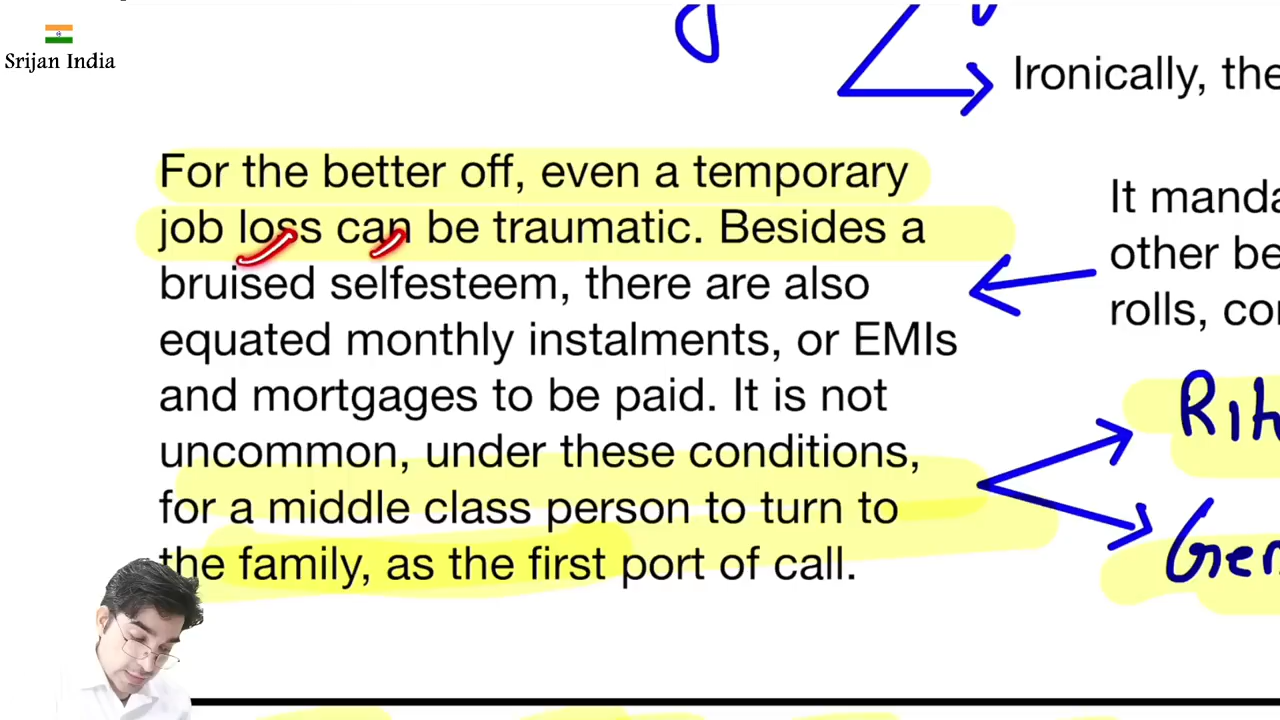 Srijan India
Ironically, the
For the better off, even a temporary
job loss can be traumatic. Besides a
bruised selfesteem, there are also
equated monthly instalments, or EMIs
and mortgages to be paid. It is not
uncommon, under these conditions,
for a middle class person to turn to
the family, as the first port of call.
It manda
other be
rolls, con